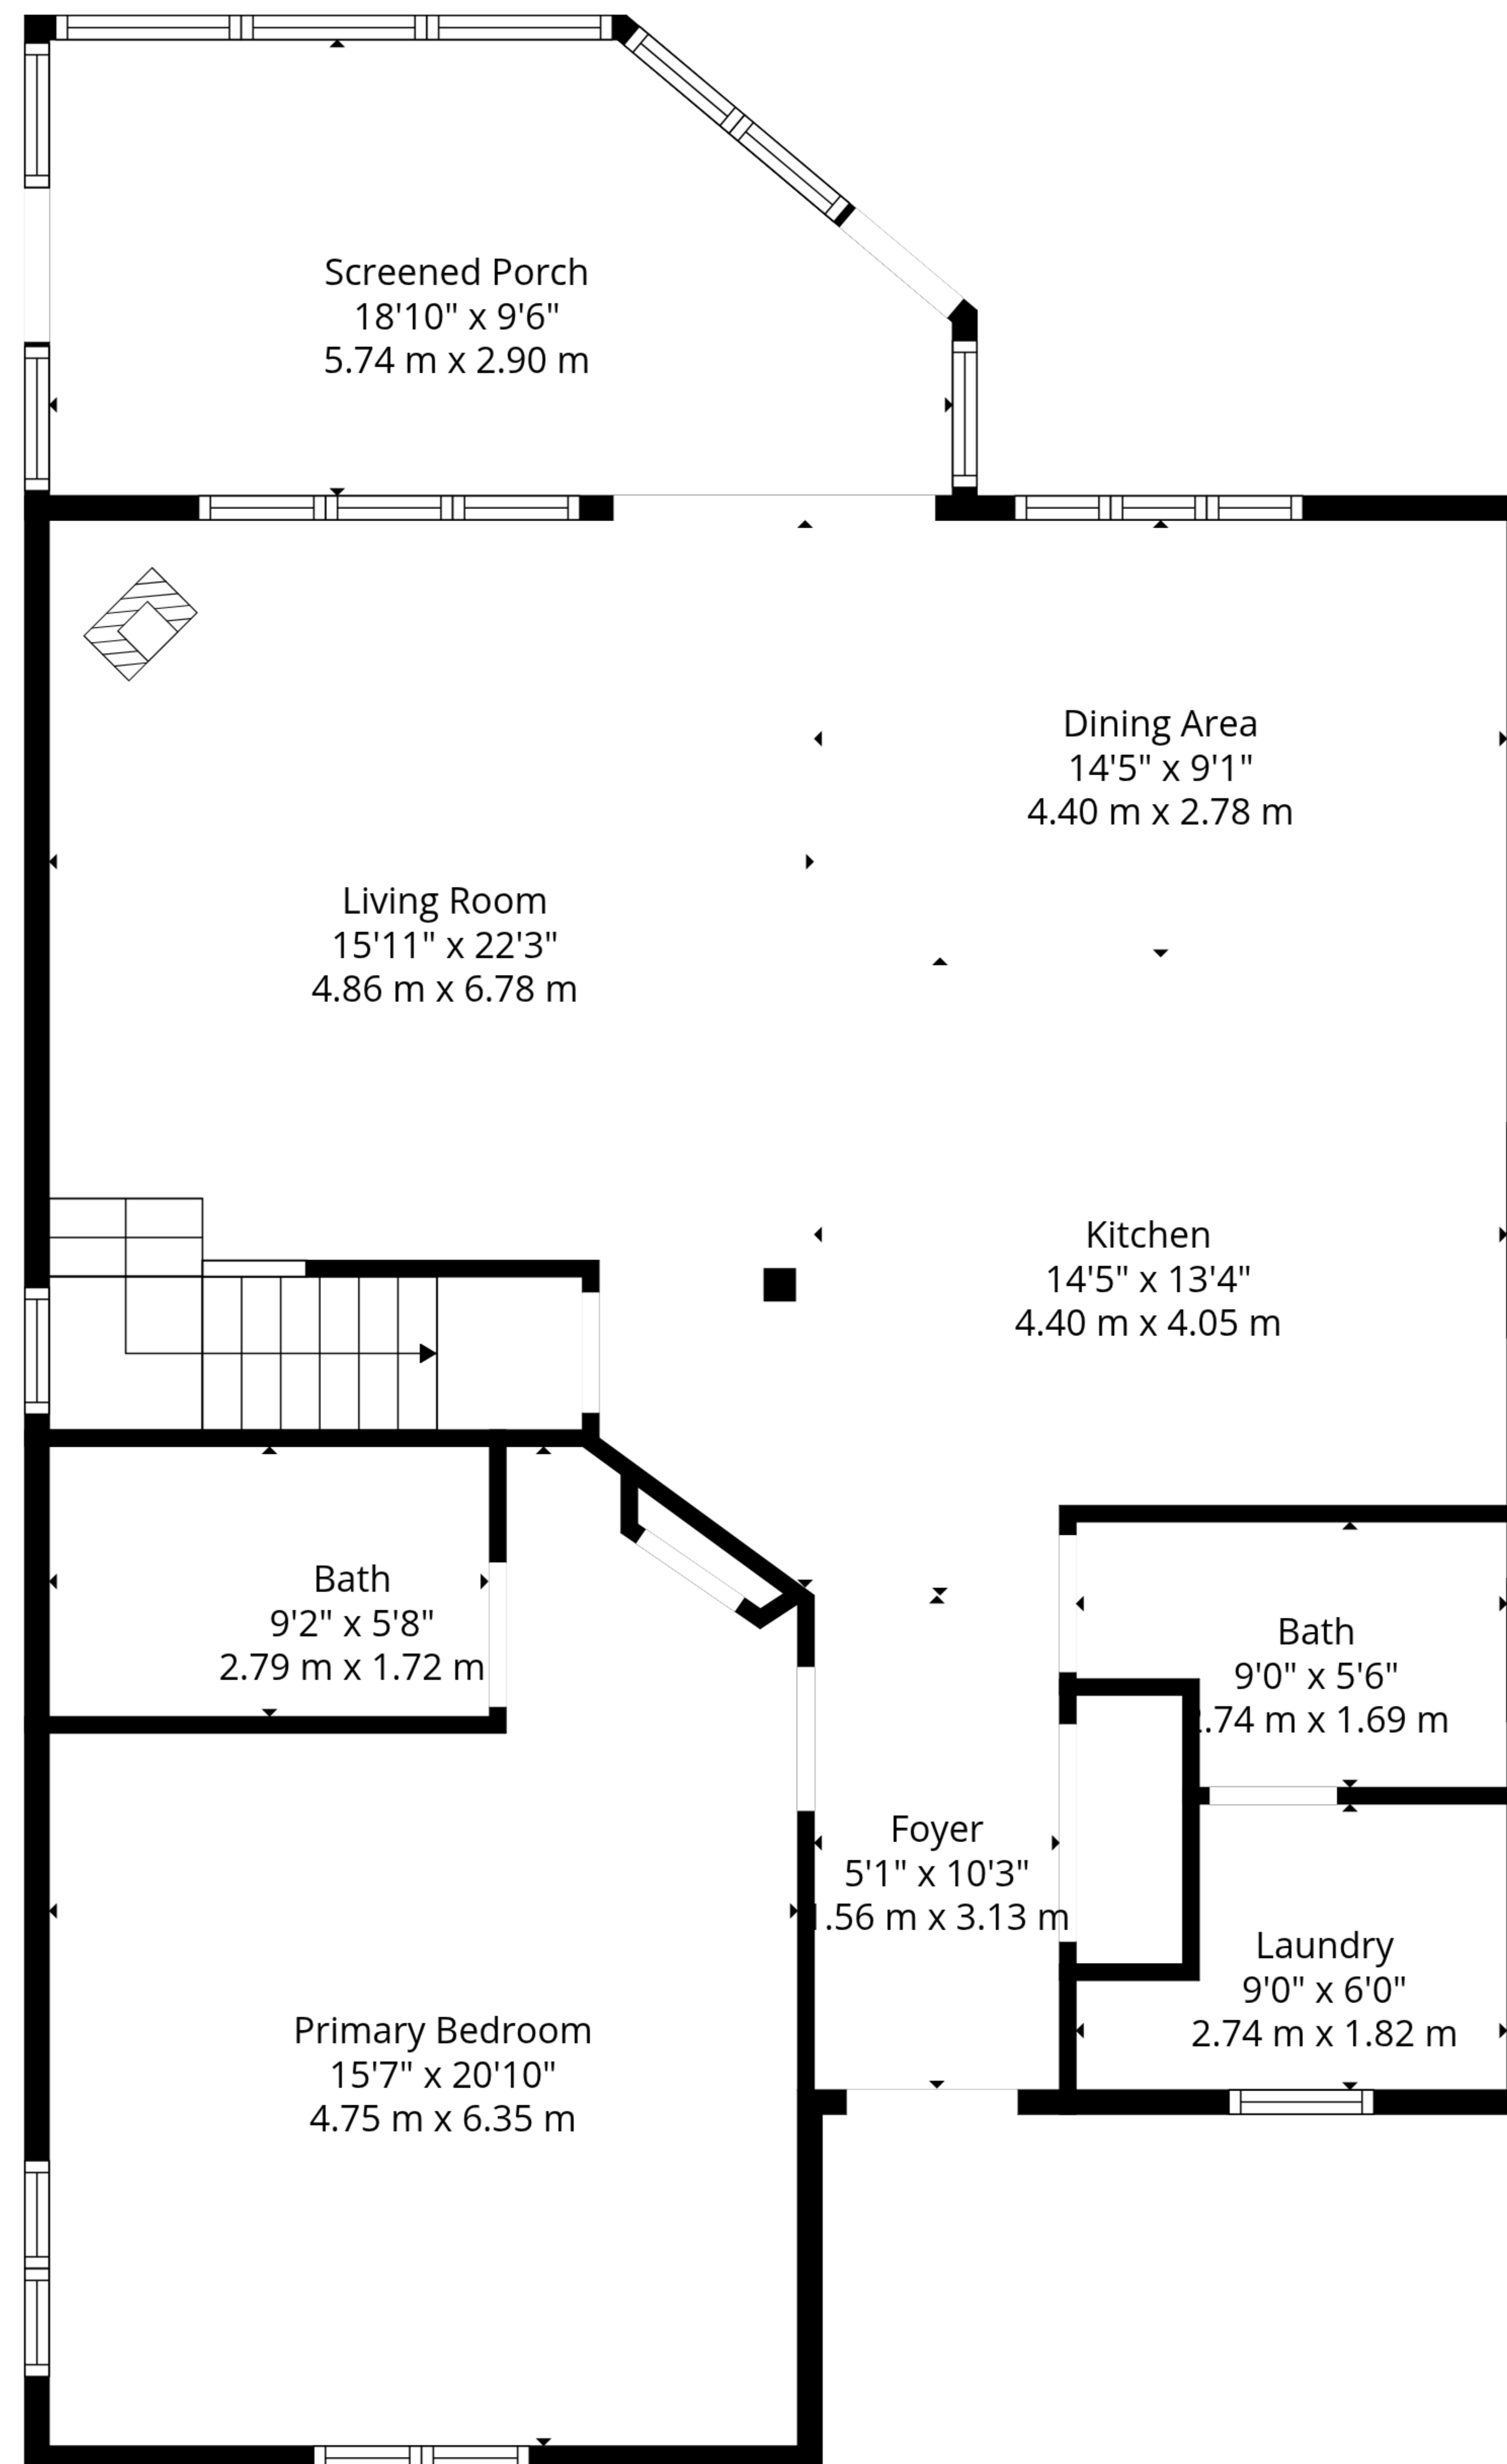 Screened Porch
18'10" x 9'6"
5.74 m x 2.90 m
Dining Area
14'5" x 9'1"
4.40 m x 2.78 m
Living Room
15'11" x 22'3"
4.86 m x 6.78 m
Kitchen
14'5" x 13'4"
4.40 m x 4.05 m
Bath
9'2" x 5'8"
2.79 m x 1.72 m
Bath
9'0" x 5'6"
2.74 m x 1.69 m
Foyer
5'1" x 10'3"
1.56 m x 3.13 m
Laundry
9'0" x 6'0"
2.74 m x 1.82 m
Primary Bedroom
15'7" x 20'10"
4.75 m x 6.35 m